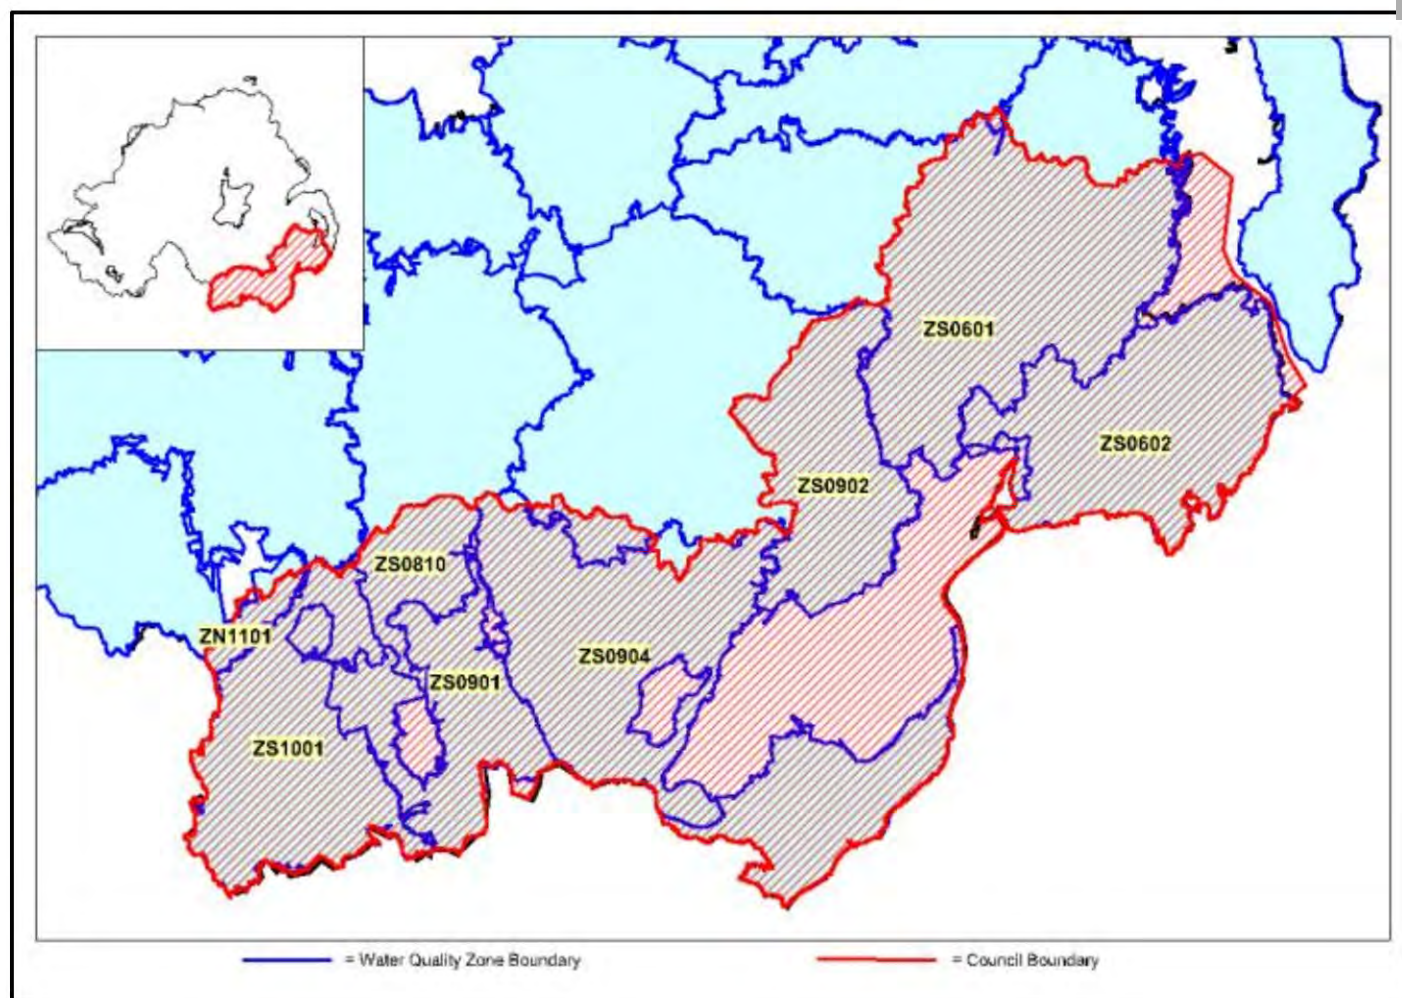 ZS0601
ZS0602
ZS0902
ZS0810
ZN1101
ZS0904
ZS0901
ZS1001
= Water Quality Zone Boundary
= Council Boundary